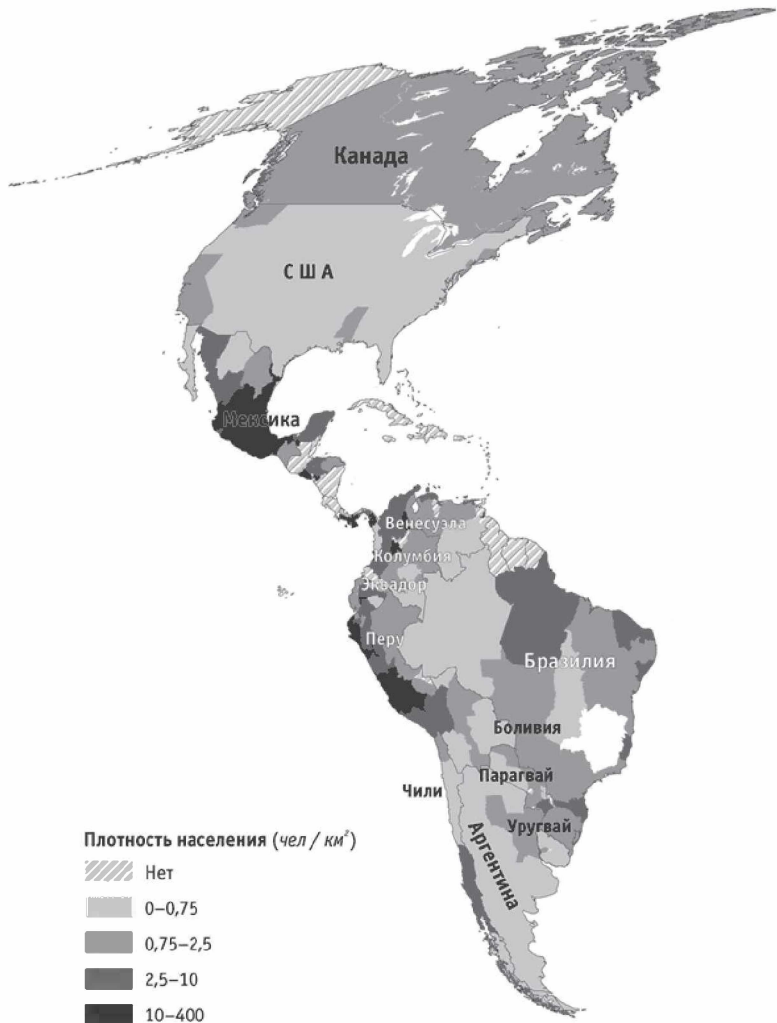 Канада
США
Мексика
Венесуэла
Колумбия
Эквадор
Перу
Бразилия
Боливия
Парагвай
Чили
Уругвай
Аргентина
Плотность населения (чел / км²)
Нет
0–0,75
0,75–2,5
2,5–10
10–400